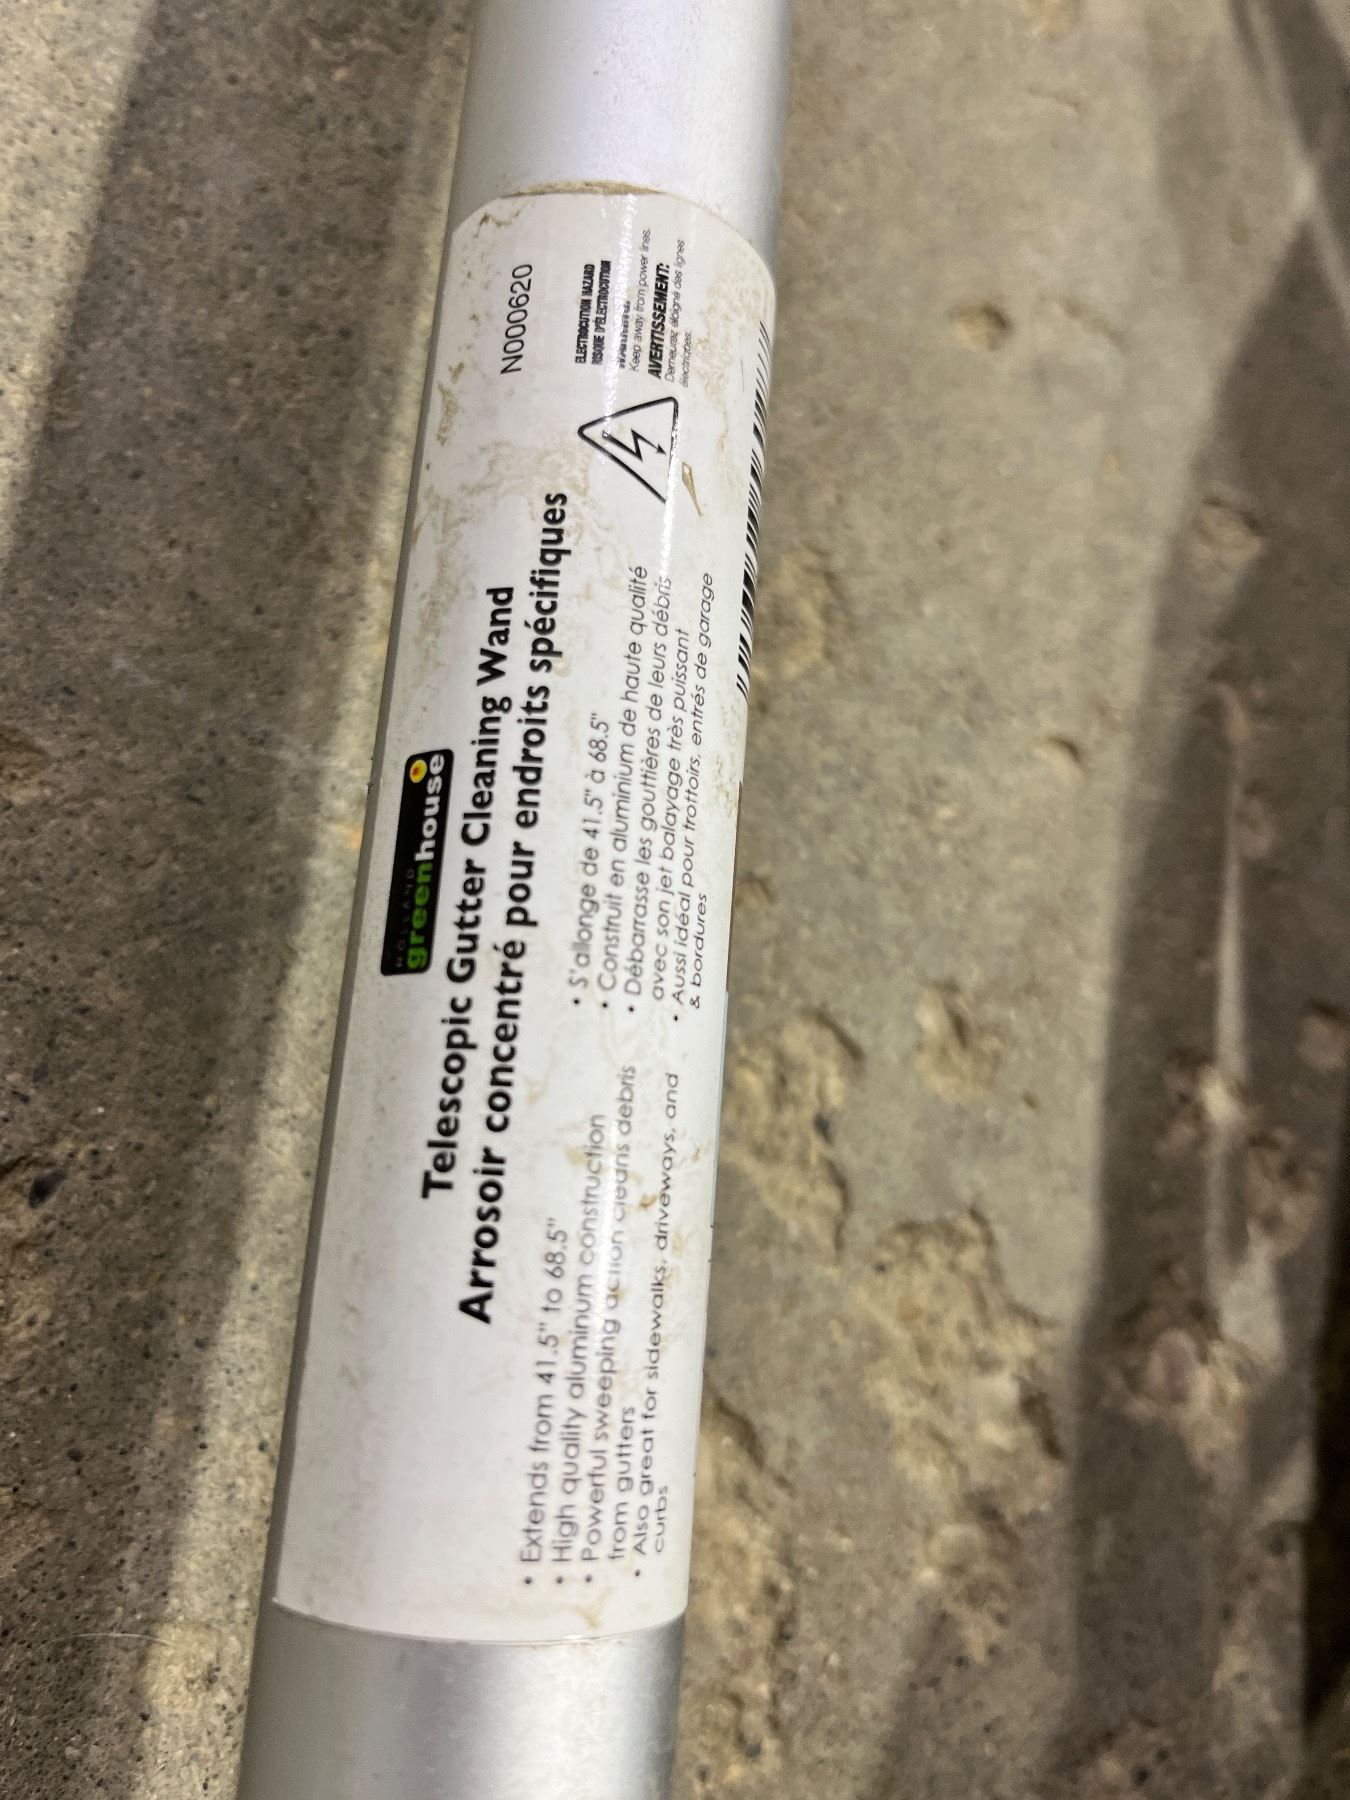 HOLLAND
greenhouse
Telescopic Gutter Cleaning Wand
Arrosoir concentré pour endroits spécifiques
N000620
• Extends from 41.5" to 68.5"
• High quality aluminum construction
• Powerful sweeping action cleans debris
from gutters
• Also great for sidewalks, driveways, and
curbs
• S'allonge de 41.5" à 68.5"
• Construit en aluminium de haute qualité
• Débarrasse les gouttières de leurs débris
avec son jet balayage très puissant
• Aussi idéal pour trottoirs, entrés de garage
& bordures
ELECTROCUTION HAZARD
RISQUE D'ÉLECTROCUTION
Keep away from power lines.
AVERTISSEMENT:
Demeurez éloigné des lignes
électriques.